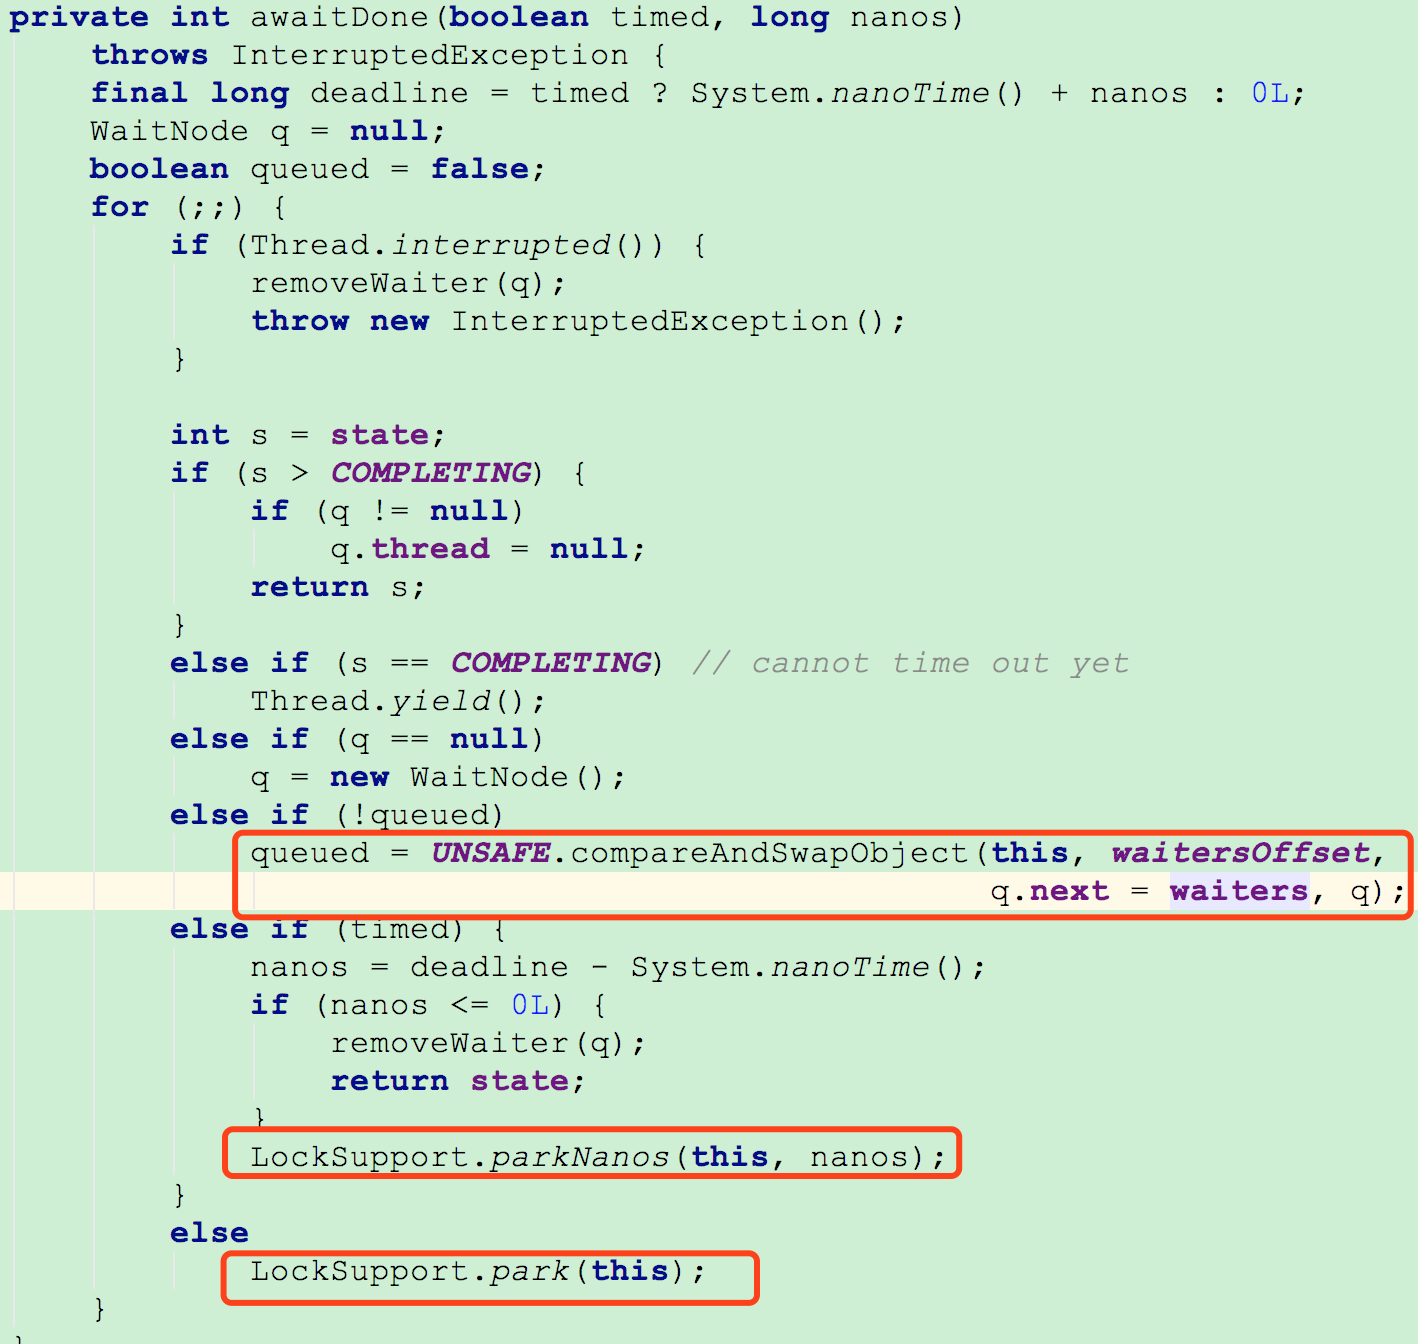 private int awaitDone(boolean timed, long nanos)
    throws InterruptedException {
    final long deadline = timed ? System.nanoTime() + nanos : 0L;
    WaitNode q = null;
    boolean queued = false;
    for (;;) {
        if (Thread.interrupted()) {
            removeWaiter(q);
            throw new InterruptedException();
        }

        int s = state;
        if (s > COMPLETING) {
            if (q != null)
                q.thread = null;
            return s;
        }
        else if (s == COMPLETING) // cannot time out yet
            Thread.yield();
        else if (q == null)
            q = new WaitNode();
        else if (!queued)
            queued = UNSAFE.compareAndSwapObject(this, waitersOffset,
                                                 q.next = waiters, q);
        else if (timed) {
            nanos = deadline - System.nanoTime();
            if (nanos <= 0L) {
                removeWaiter(q);
                return state;
            }
            LockSupport.parkNanos(this, nanos);
        }
        else
            LockSupport.park(this);
    }
}